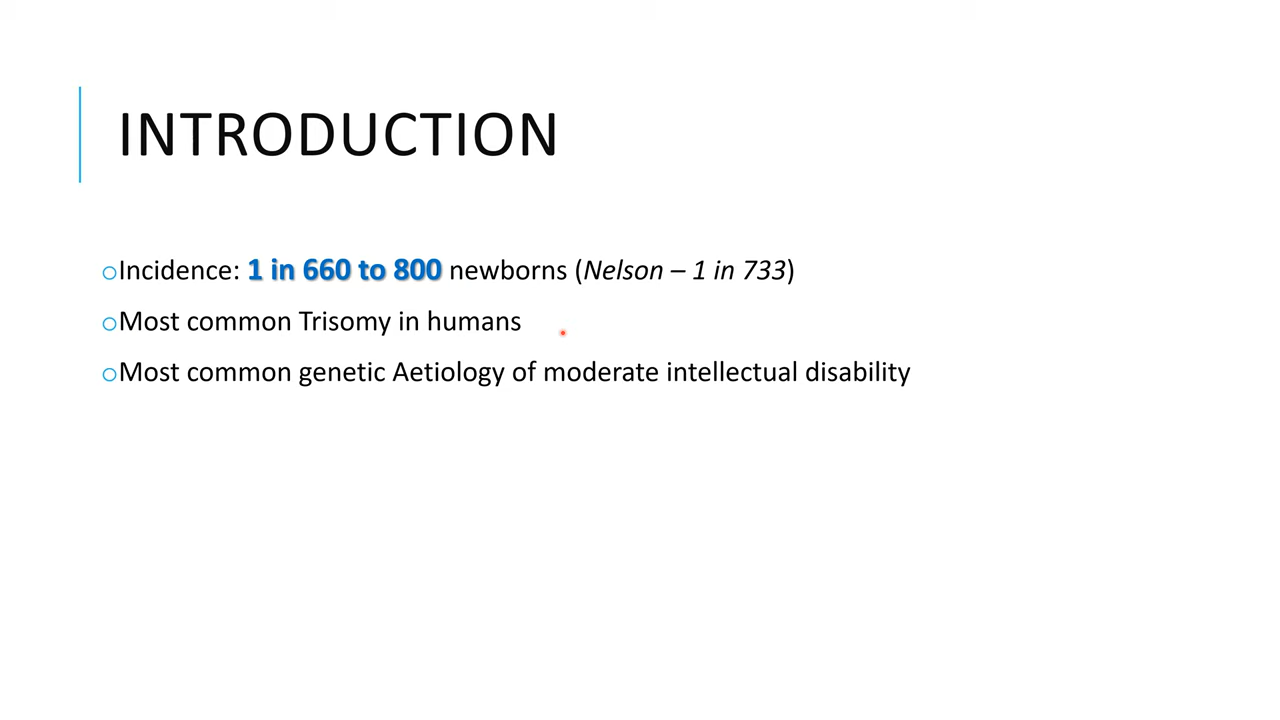 INTRODUCTION
Incidence: 1 in 660 to 800 newborns (Nelson – 1 in 733)
Most common Trisomy in humans
Most common genetic Aetiology of moderate intellectual disability